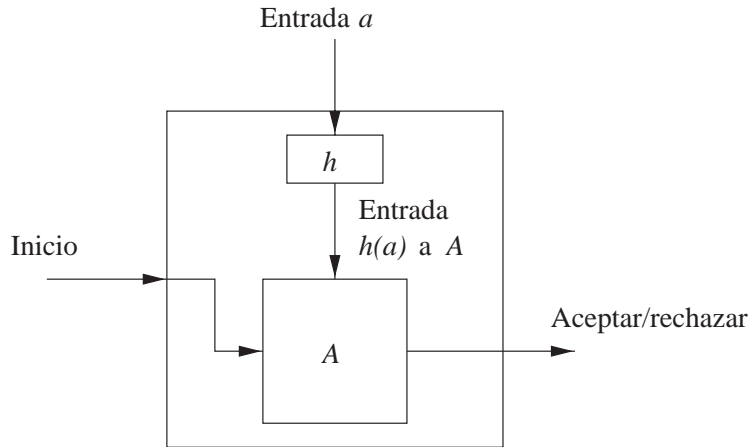 Entrada a
h
Entrada
h(a) a A
Inicio
Aceptar/rechazar
A